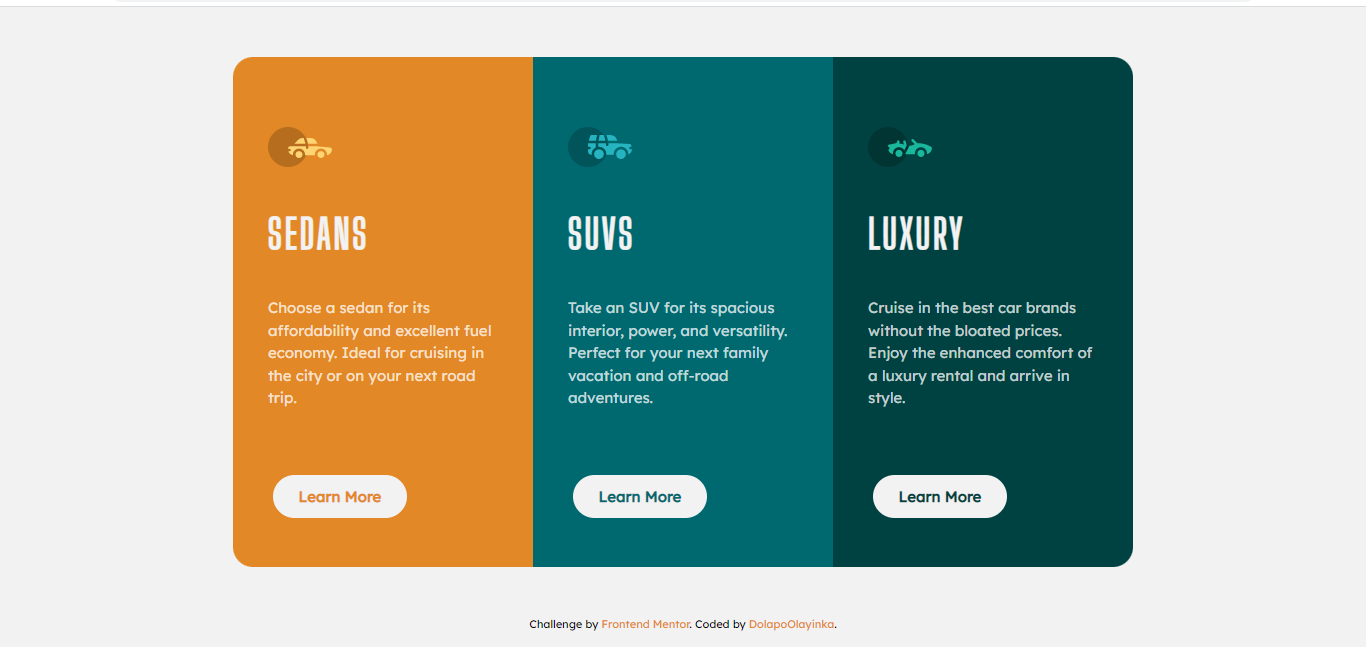 SEDANS
Choose a sedan for its
affordability and excellent fuel
economy. Ideal for cruising in
the city or on your next road
trip.
Learn More
SUVS
Take an SUV for its spacious
interior, power, and versatility.
Perfect for your next family
vacation and off-road
adventures.
Learn More
LUXURY
Cruise in the best car brands
without the bloated prices.
Enjoy the enhanced comfort of
a luxury rental and arrive in
style.
Learn More
Challenge by Frontend Mentor. Coded by DolapoOlayinka.